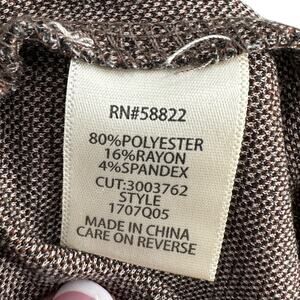 RN#58822
80%POLYESTER
16%RAYON
4%SPANDEX
CUT:3003762
STYLE
1707Q05
MADE IN CHINA
CARE ON REVERSE